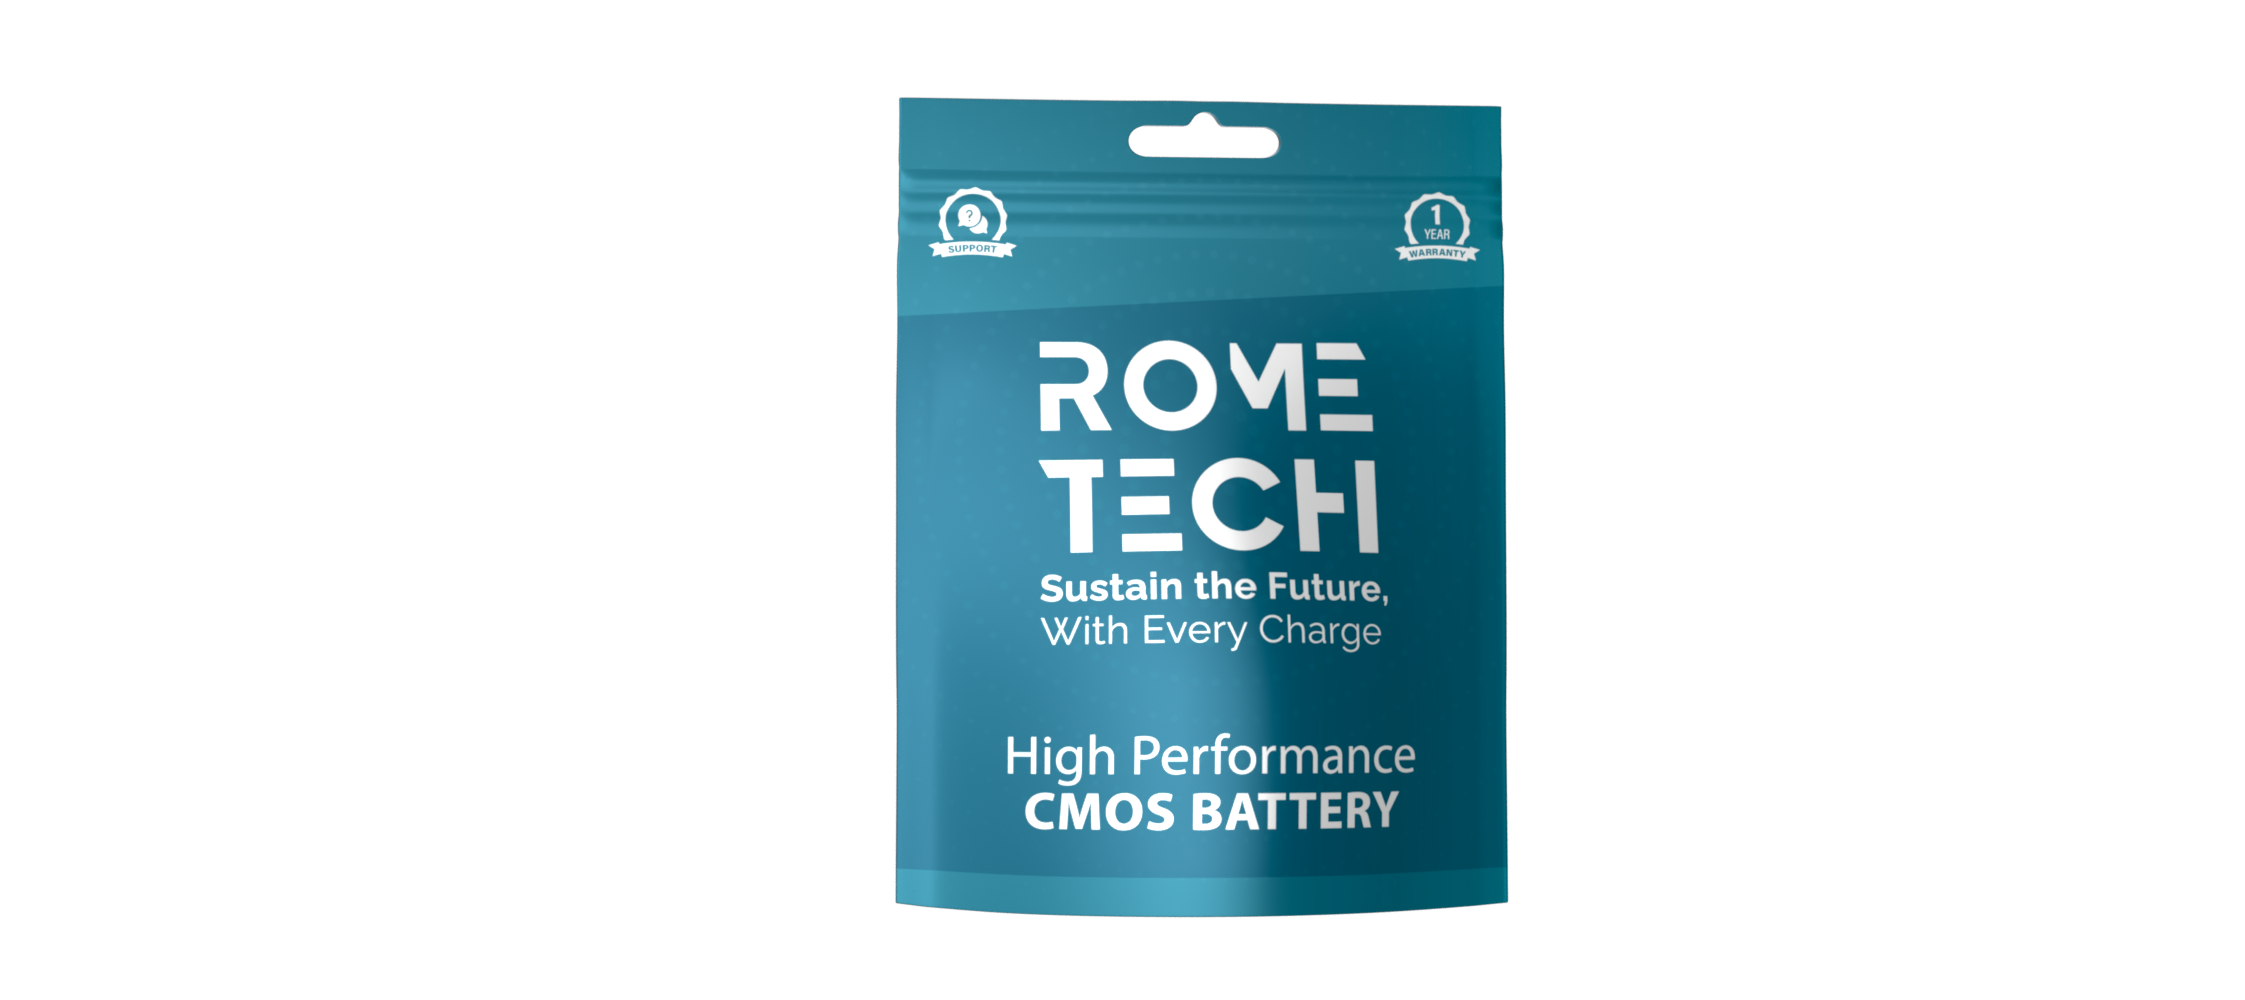 ?
SUPPORT
1
YEAR
WARRANTY
ROME
TECH
Sustain the Future,
With Every Charge
High Performance
CMOS BATTERY